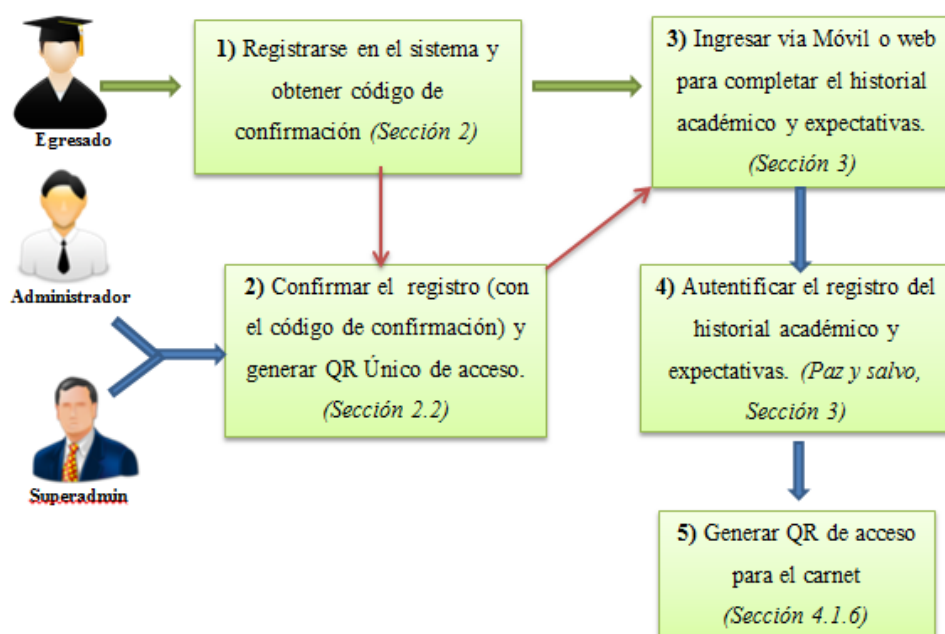 Egresado
Administrador
Superadmin
1) Registrarse en el sistema y
obtener código de
confirmación (Sección 2)
2) Confirmar el registro (con
el código de confirmación) y
generar QR Único de acceso.
(Sección 2.2)
3) Ingresar via Móvil o web
para completar el historial
académico y expectativas.
(Sección 3)
4) Autentificar el registro del
historial académico y
expectativas. (Paz y salvo,
Sección 3)
5) Generar QR de acceso
para el carnet
(Sección 4.1.6)